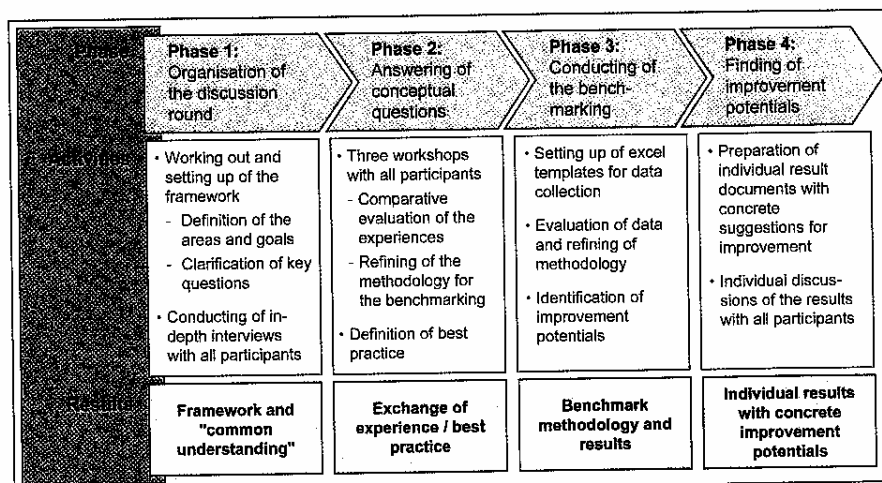 Phase
Phase 1:
Organisation of
the discussion
round
Phase 2:
Answering of
conceptual
questions
Phase 3:
Conducting of
the bench-
marking
Phase 4:
Finding of
improvement
potentials
• Working out and
setting up of the
framework
- Definition of the
areas and goals
- Clarification of key
questions
• Conducting of in-
depth interviews
with all participants
• Three workshops
with all participants
- Comparative
evaluation of the
experiences
- Refining of the
methodology for
the benchmarking
• Definition of best
practice
• Setting up of excel
templates for data
collection
• Evaluation of data
and refining of
methodology
• Identification of
improvement
potentials
• Preparation of
individual result
documents with
concrete
suggestions for
improvement
• Individual discus-
sions of the results
with all participants
Results
Framework and
"common
understanding"
Exchange of
experience / best
practice
Benchmark
methodology and
results
Individual results
with concrete
improvement
potentials